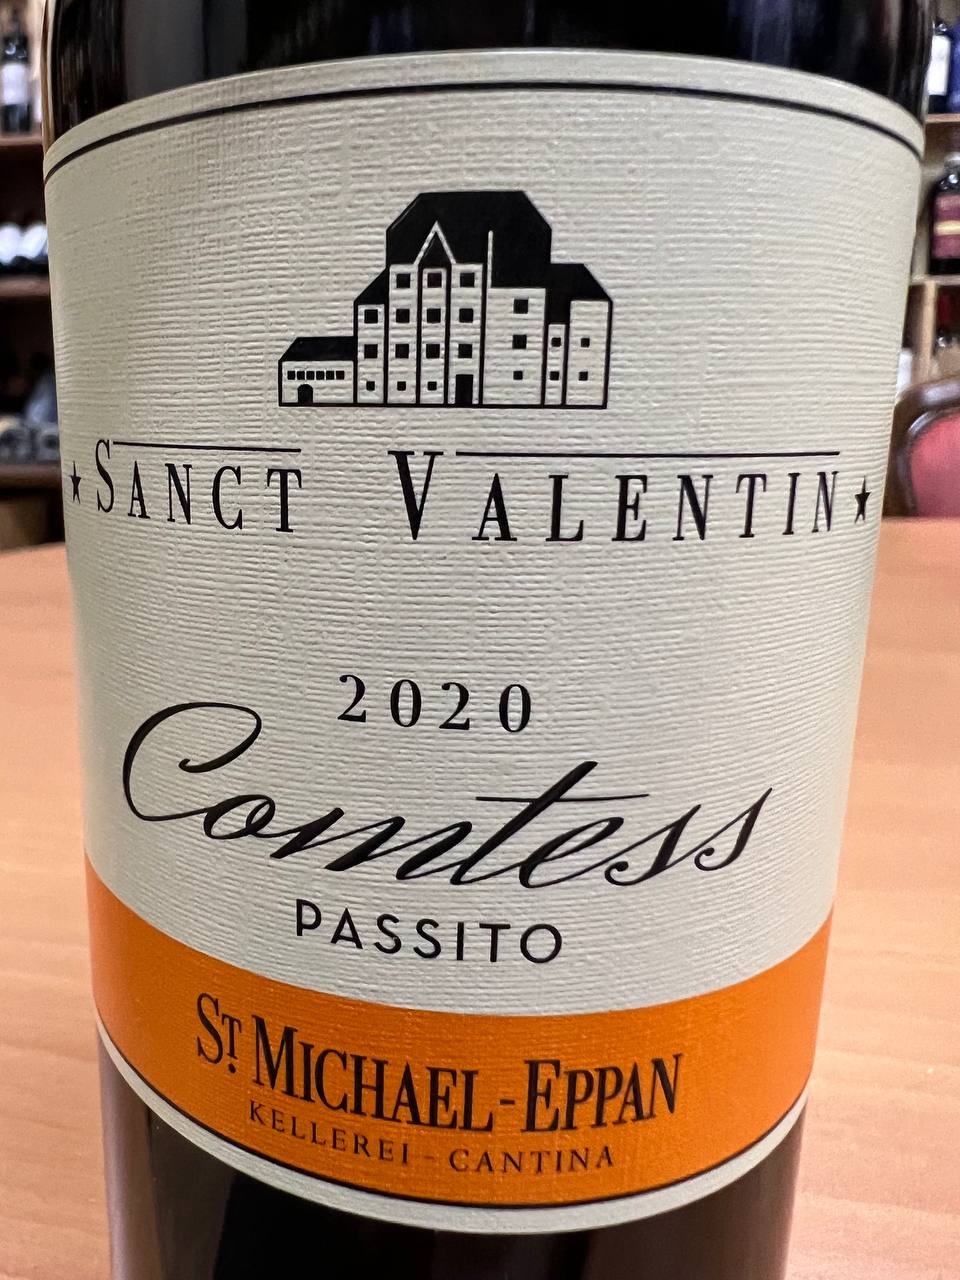 ★ SANCT VALENTIN ★
2020
Comtess
PASSITO
ST. MICHAEL-EPPAN
KELLEREI - CANTINA